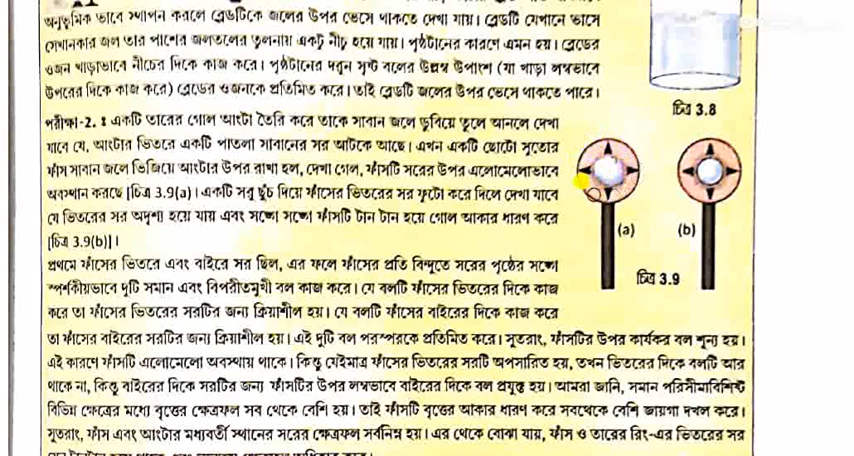 অনুভূমিক ভাবে স্থাপন করলে ব্লেডটিকে জলের উপর ভেসে থাকতে দেখা যায়। ব্লেডটি যেখানে ভাসে
সেখানকার জল তার পাশের জলতলের তুলনায় একটু নীচু হয়ে যায়। পৃষ্ঠটানের কারণে এমন হয়। ব্লেডের
ওজন খাড়াভাবে নীচের দিকে কাজ করে। পৃষ্ঠটানের দরুন সৃষ্ট বলের উল্লম্ব উপাংশ (যা খাড়া লম্বভাবে
উপরের দিকে কাজ করে) ব্লেডের ওজনকে প্রতিমিত করে। তাই ব্লেডটি জলের উপর ভেসে থাকতে পারে।
চিত্র 3.8
পরীক্ষা-2. : একটি তারের গোল আংটা তৈরি করে তাকে সাবান জলে ডুবিয়ে তুলে আনলে দেখা
যাবে যে, আংটার ভিতরে একটি পাতলা সাবানের সর আটকে আছে। এখন একটি ছোটো সুতোর
ফাঁস সাবান জলে ভিজিয়ে আংটার উপর রাখা হল, দেখা গেল, ফাঁসটি সরের উপর এলোমেলোভাবে
অবস্থান করছে [চিত্র 3.9(a)। একটি সরু ছুঁচ দিয়ে ফাঁসের ভিতরের সর ফুটো করে দিলে দেখা যাবে
যে ভিতরের সর অদৃশ্য হয়ে যায় এবং সঙ্গে সঙ্গে ফাঁসটি টান টান হয়ে গোল আকার ধারণ করে
[চিত্র 3.9(b)]।
(a)
(b)
চিত্র 3.9
প্রথমে ফাঁসের ভিতরে এবং বাইরে সর ছিল, এর ফলে ফাঁসের প্রতি বিন্দুতে সরের পৃষ্ঠের সঙ্গে
স্পর্শকীয়ভাবে দুটি সমান এবং বিপরীতমুখী বল কাজ করে। যে বলটি ফাঁসের ভিতরের দিকে কাজ
করে তা ফাঁসের ভিতরের সরটির জন্য ক্রিয়াশীল হয়। যে বলটি ফাঁসের বাইরের দিকে কাজ করে
তা ফাঁসের বাইরের সরটির জন্য ক্রিয়াশীল হয়। এই দুটি বল পরস্পরকে প্রতিমিত করে। সুতরাং, ফাঁসটির উপর কার্যকর বল শূন্য হয়।
এই কারণে ফাঁসটি এলোমেলো অবস্থায় থাকে। কিন্তু যেইমাত্র ফাঁসের ভিতরের সরটি অপসারিত হয়, তখন ভিতরের দিকে বলটি আর
থাকে না, কিন্তু বাইরের দিকে সরটির জন্য ফাঁসটির উপর লম্বভাবে বাইরের দিকে বল প্রযুক্ত হয়। আমরা জানি, সমান পরিসীমাবিশিষ্ট
বিভিন্ন ক্ষেত্রের মধ্যে বৃত্তের ক্ষেত্রফল সব থেকে বেশি হয়। তাই ফাঁসটি বৃত্তের আকার ধারণ করে সবথেকে বেশি জায়গা দখল করে।
সুতরাং, ফাঁস এবং আংটার মধ্যবর্তী স্থানের সরের ক্ষেত্রফল সর্বনিম্ন হয়। এর থেকে বোঝা যায়, ফাঁস ও তারের রিং-এর ভিতরের সর